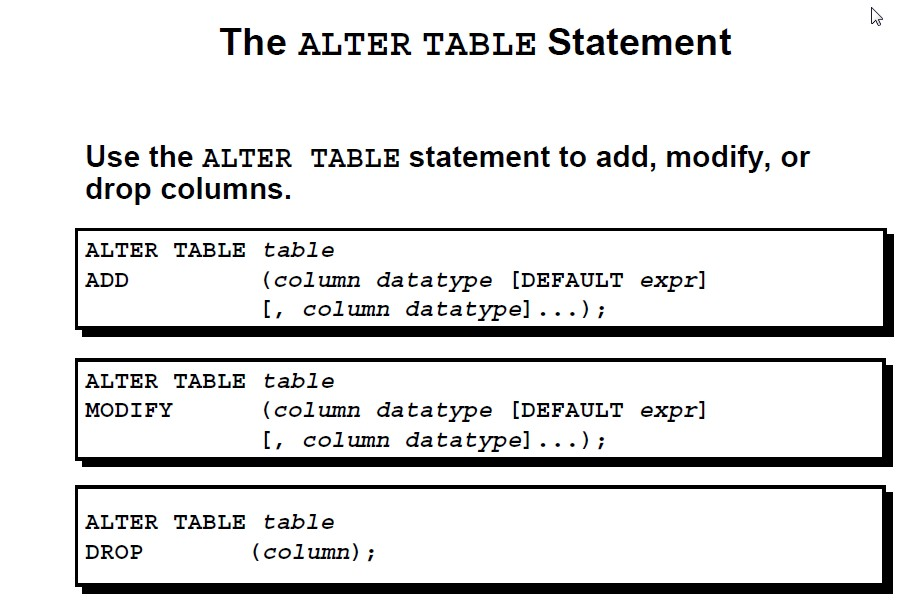 The ALTER TABLE Statement
Use the ALTER TABLE statement to add, modify, or
drop columns.
ALTER TABLE table
ADD (column datatype [DEFAULT expr]
[, column datatype]...);
ALTER TABLE table
MODIFY (column datatype [DEFAULT expr]
[, column datatype]...);
ALTER TABLE table
DROP (column);